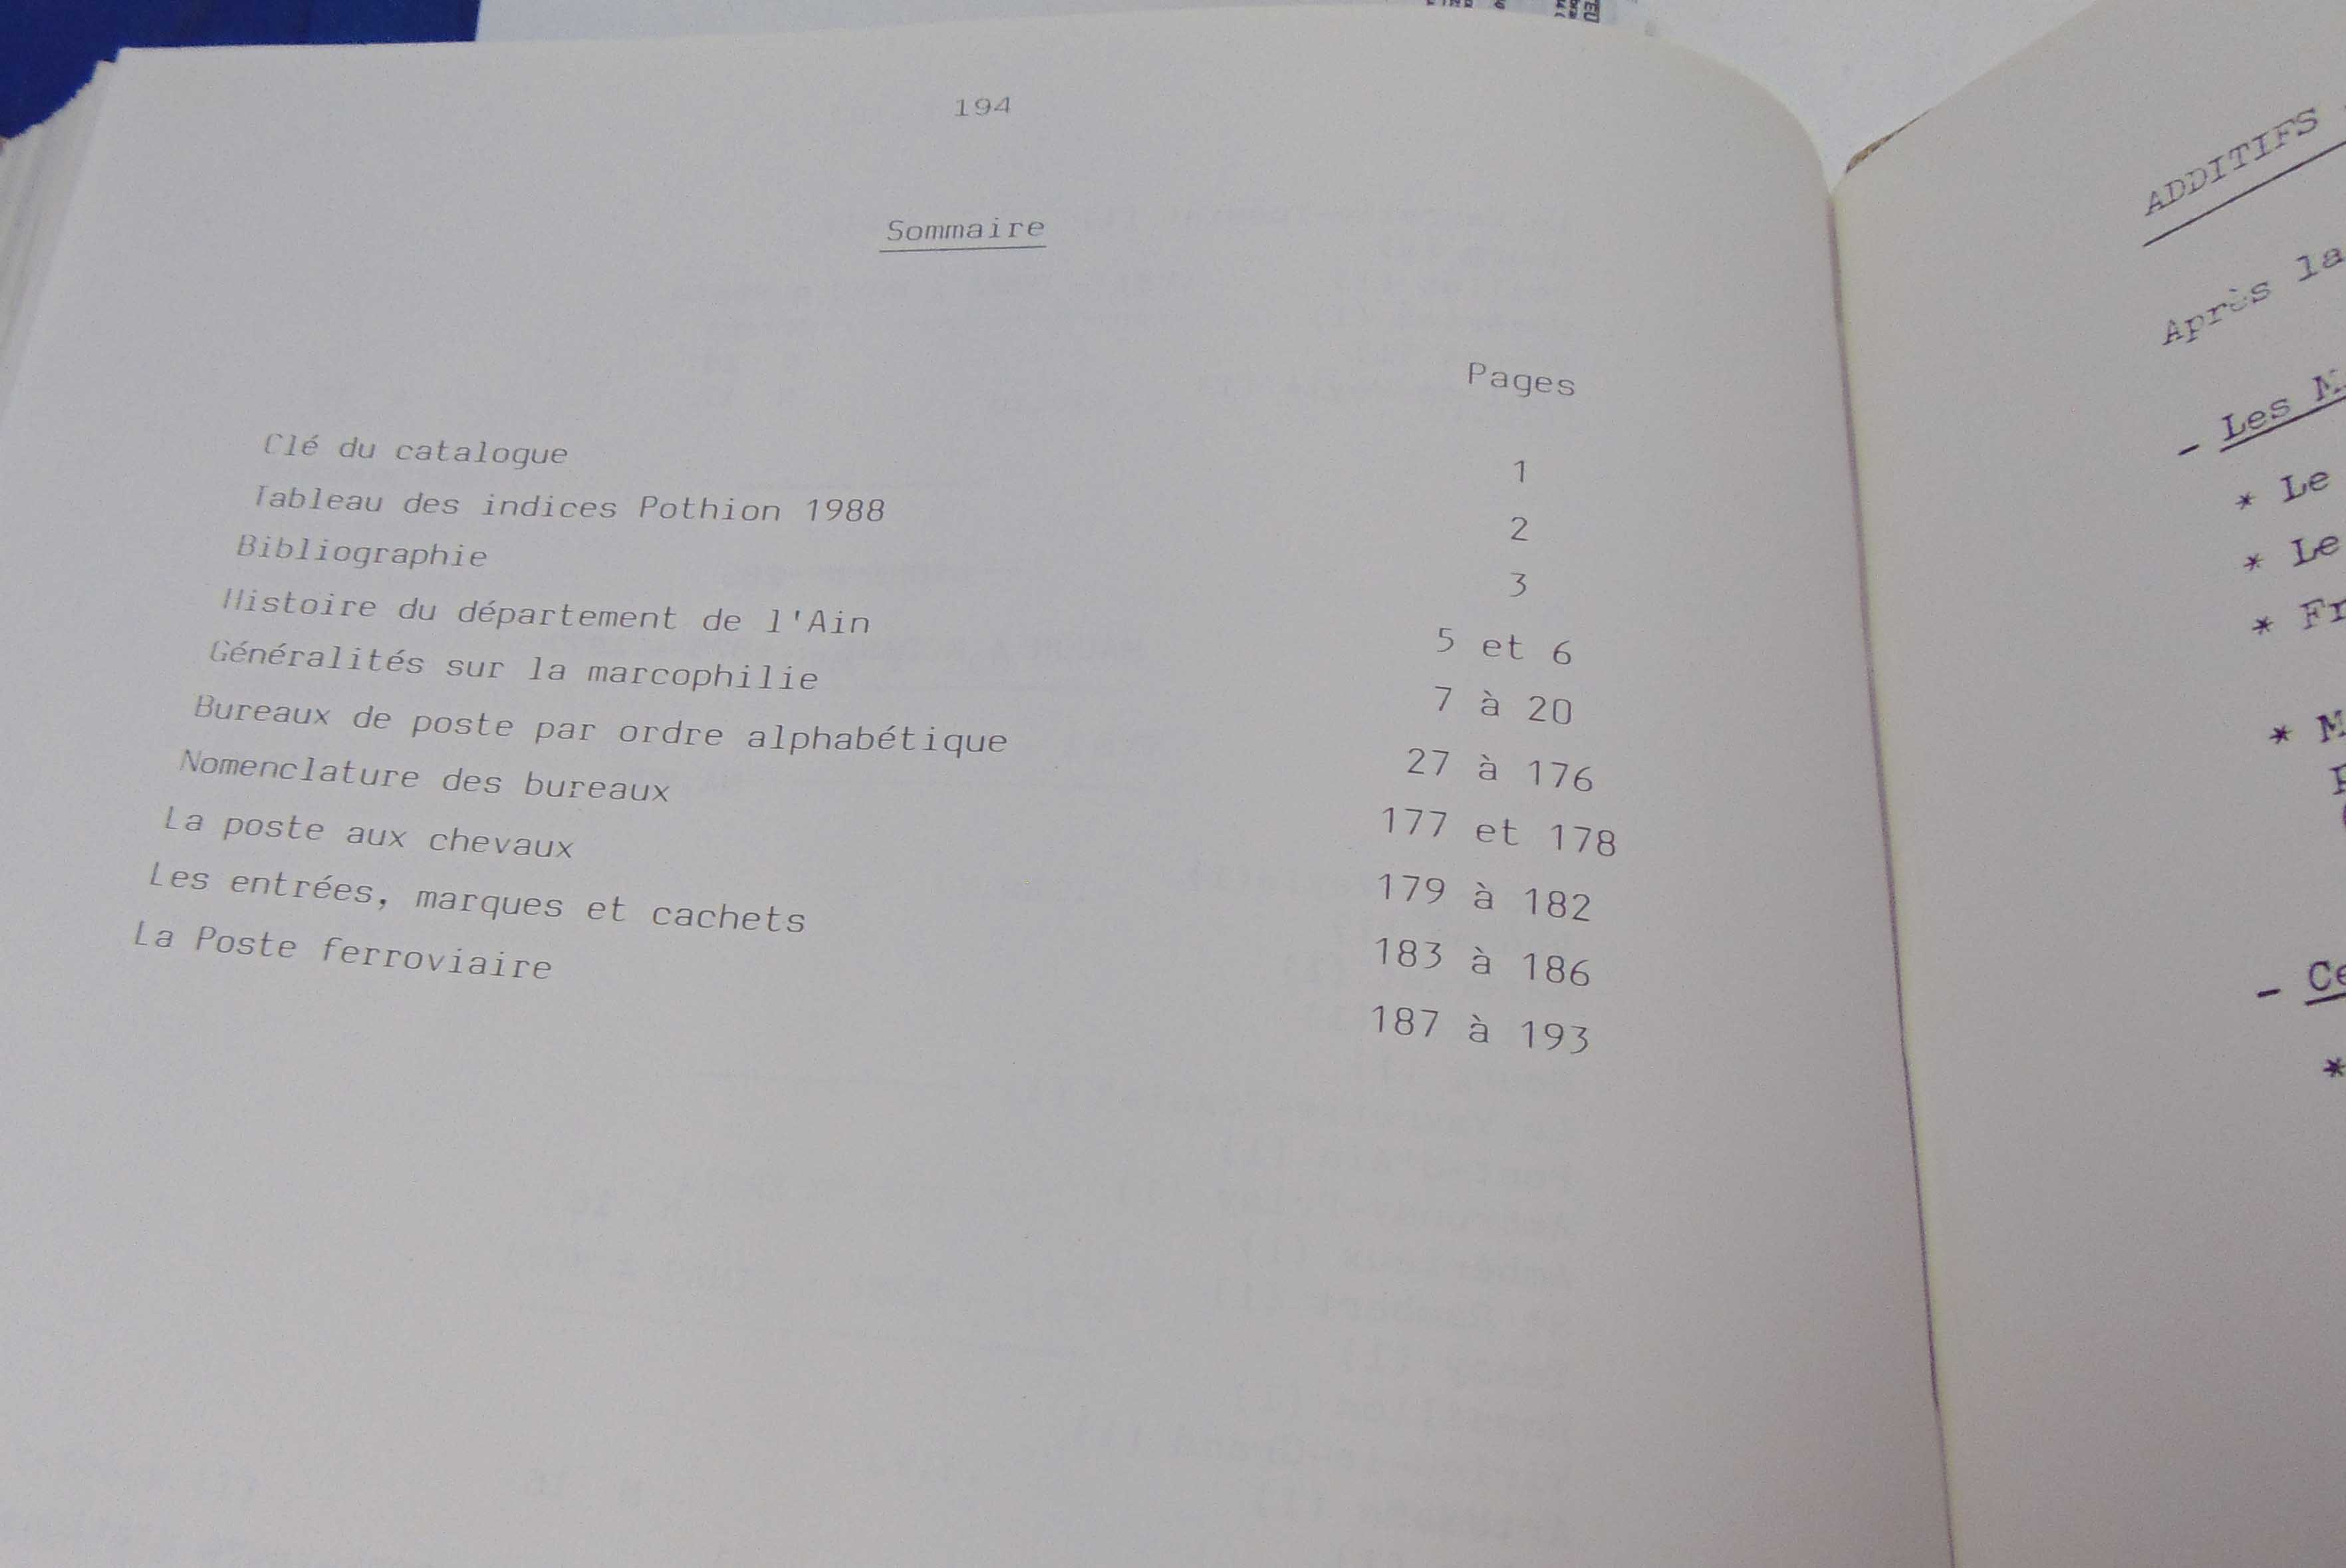 194
Sommaire
Pages
Clé du catalogue 1
Tableau des indices Pothion 1988 2
Bibliographie 3
Histoire du département de l'Ain 5 et 6
Généralités sur la marcophilie 7 à 20
Bureaux de poste par ordre alphabétique 27 à 176
Nomenclature des bureaux 177 et 178
La poste aux chevaux 179 à 182
Les entrées, marques et cachets 183 à 186
La Poste ferroviaire 187 à 193
ADDITIFS
Après la
- Les
* Le
* Le
*
*
-
*